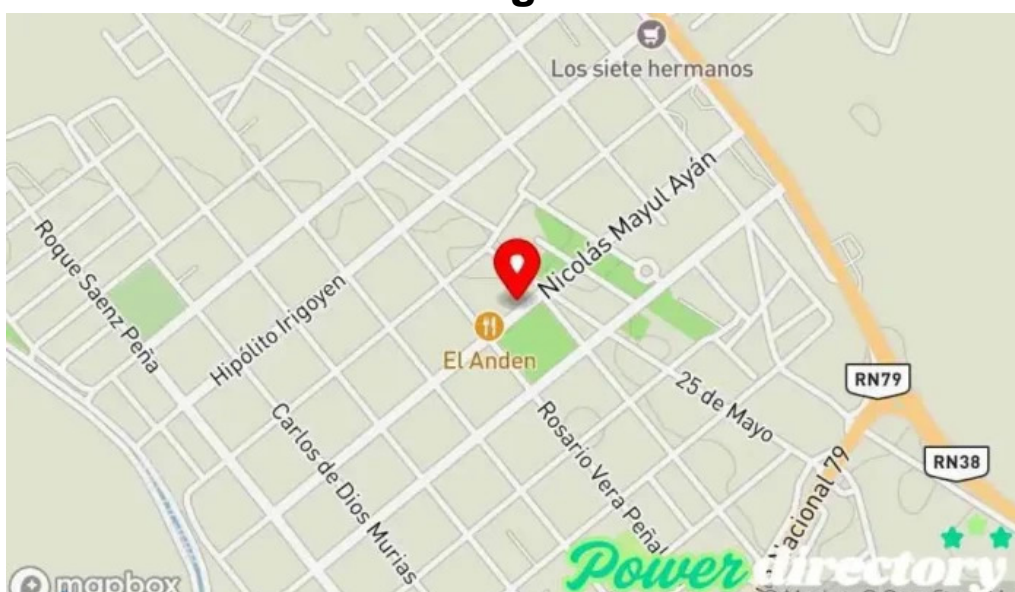 Los siete hermanos
Nicolás Mayul Ayán
Roque Saenz Peña
Hipólito Irigoyen
El Anden
RN79
25 de Mayo
Carlos de Dios Murias
Rosario Vera Peñal
RN38
acional 79
Power directory
mapbox